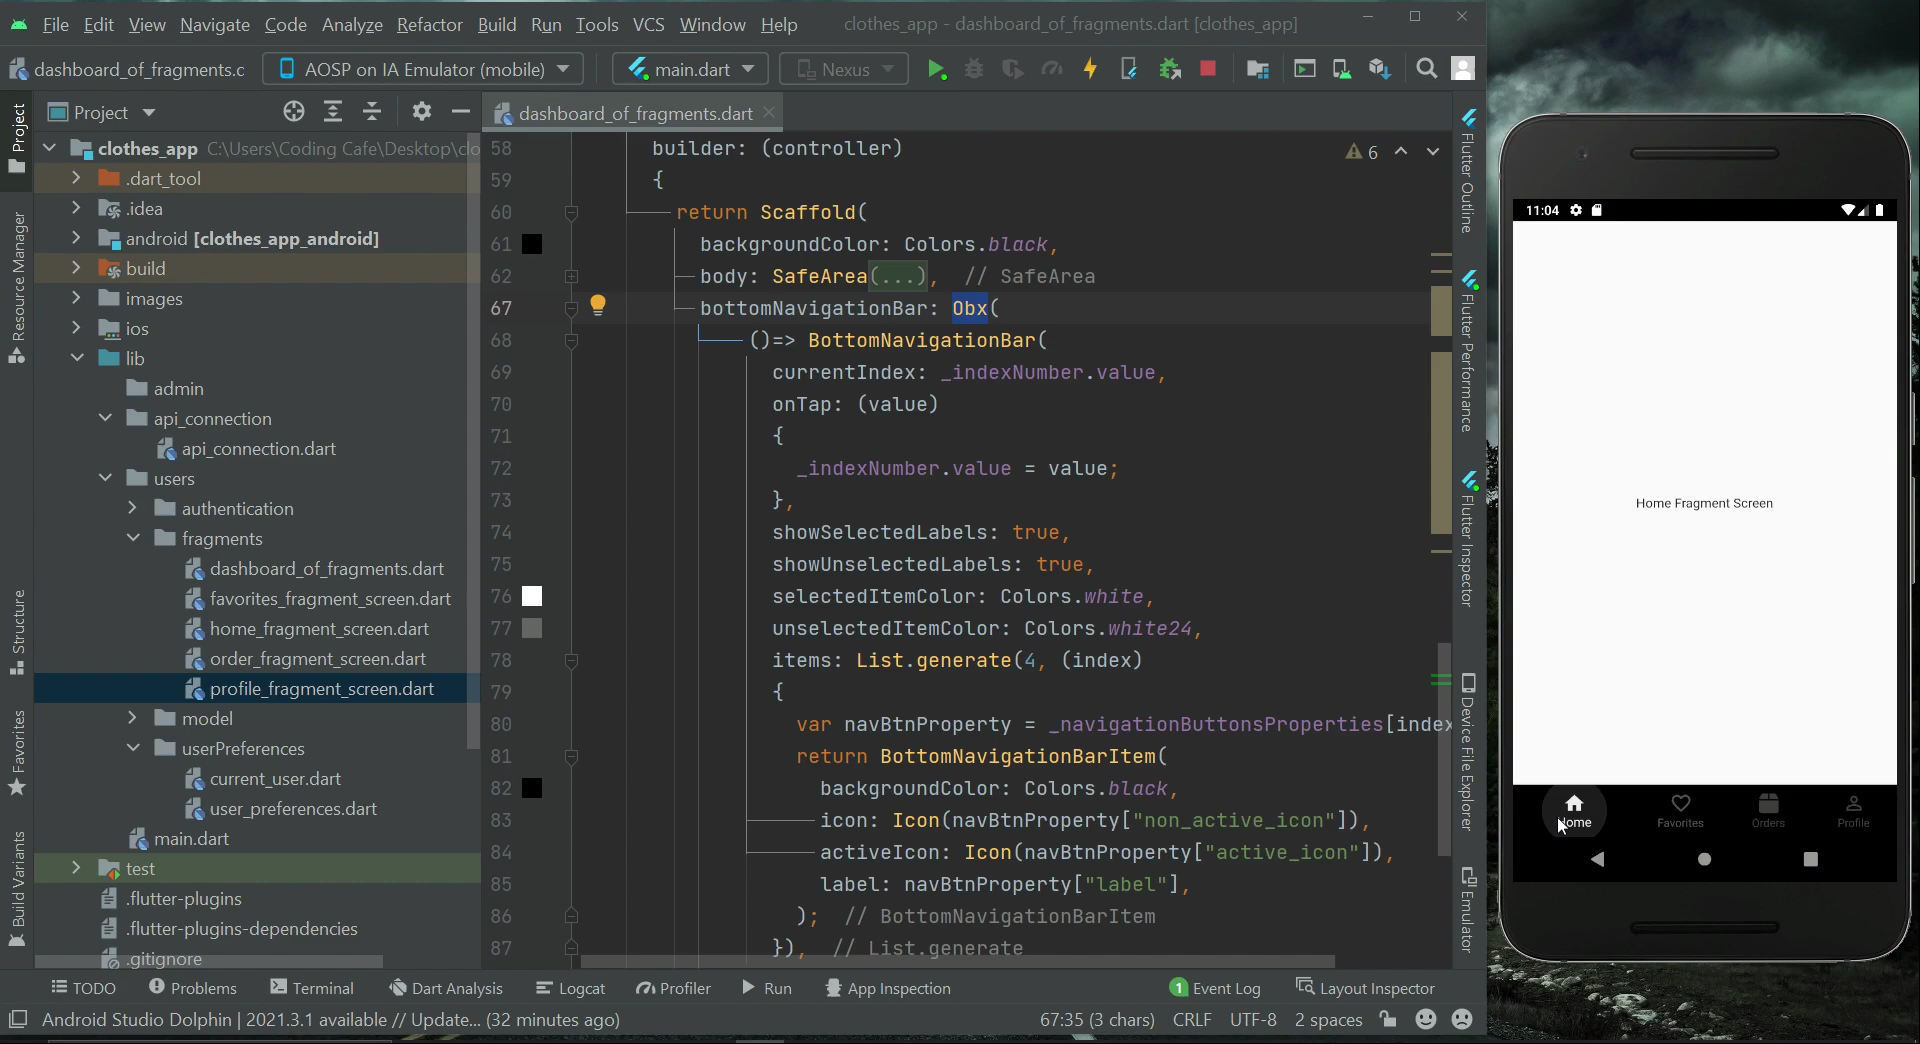 File Edit View Navigate Code Analyze Refactor Build Run Tools VCS Window Help clothes_app - dashboard_of_fragments.dart [clothes_app]
dashboard_of_fragments.c AOSP on IA Emulator (mobile) main.dart Nexus
Project
dashboard_of_fragments.dart
Project
Resource Manager
Structure
Favorites
Build Variants
clothes_app C:\Users\Coding Cafe\Desktop\clo
.dart_tool
.idea
android [clothes_app_android]
build
images
ios
lib
admin
api_connection
api_connection.dart
users
authentication
fragments
dashboard_of_fragments.dart
favorites_fragment_screen.dart
home_fragment_screen.dart
order_fragment_screen.dart
profile_fragment_screen.dart
model
userPreferences
current_user.dart
user_preferences.dart
main.dart
test
.flutter-plugins
.flutter-plugins-dependencies
.gitignore
6
58 builder: (controller)
59 {
60 return Scaffold(
61 backgroundColor: Colors.black,
62 body: SafeArea(...), // SafeArea
67 bottomNavigationBar: Obx(
68 ()=> BottomNavigationBar(
69 currentIndex: _indexNumber.value,
70 onTap: (value)
71 {
72 _indexNumber.value = value;
73 },
74 showSelectedLabels: true,
75 showUnselectedLabels: true,
76 selectedItemColor: Colors.white,
77 unselectedItemColor: Colors.white24,
78 items: List.generate(4, (index)
79 {
80 var navBtnProperty = _navigationButtonsProperties[index
81 return BottomNavigationBarItem(
82 backgroundColor: Colors.black,
83 icon: Icon(navBtnProperty["non_active_icon"]),
84 activeIcon: Icon(navBtnProperty["active_icon"]),
85 label: navBtnProperty["label"],
86 ); // BottomNavigationBarItem
87 }), // List.generate
Flutter Outline
Flutter Performance
Flutter Inspector
Device File Explorer
Emulator
11:04
Home Fragment Screen
Home Favorites Orders Profile
TODO Problems Terminal Dart Analysis Logcat Profiler Run App Inspection 1 Event Log Layout Inspector
Android Studio Dolphin | 2021.3.1 available // Update... (32 minutes ago) 67:35 (3 chars) CRLF UTF-8 2 spaces